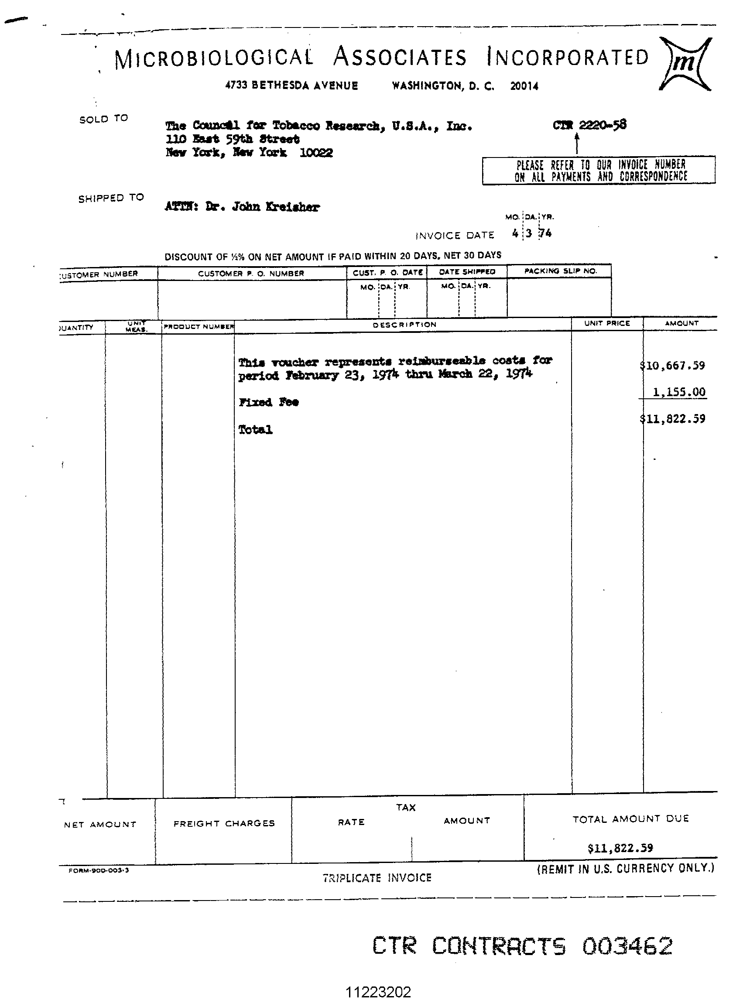 MICROBIOLOGICAL ASSOCIATES INCORPORATED m
4733 BETHESDA AVENUE WASHINGTON, D. C. 20014
SOLD TO
The Council for Tobacco Research, U.S.A., Inc. CTR 2220-58
110 East 59th Street
New York, New York 10022
PLEASE REFER TO OUR INVOICE NUMBER
ON ALL PAYMENTS AND CORRESPONDENCE
SHIPPED TO
ATTN: Dr. John Kreisher
MO. DA. YR.
INVOICE DATE 4 3 74
DISCOUNT OF ½% ON NET AMOUNT IF PAID WITHIN 20 DAYS, NET 30 DAYS
CUSTOMER NUMBER CUSTOMER P. O. NUMBER CUST. P. O. DATE DATE SHIPPED PACKING SLIP NO.
MO. DA. YR. MO. DA. YR.
QUANTITY UNIT MEAS. PRODUCT NUMBER DESCRIPTION UNIT PRICE AMOUNT
This voucher represents reimburseable costs for
period February 23, 1974 thru March 22, 1974 $10,667.59
Fixed Fee 1,155.00
Total $11,822.59
TAX
NET AMOUNT FREIGHT CHARGES RATE AMOUNT TOTAL AMOUNT DUE
$11,822.59
FORM-900-003-3 TRIPLICATE INVOICE (REMIT IN U.S. CURRENCY ONLY.)
CTR CONTRACTS 003462
11223202